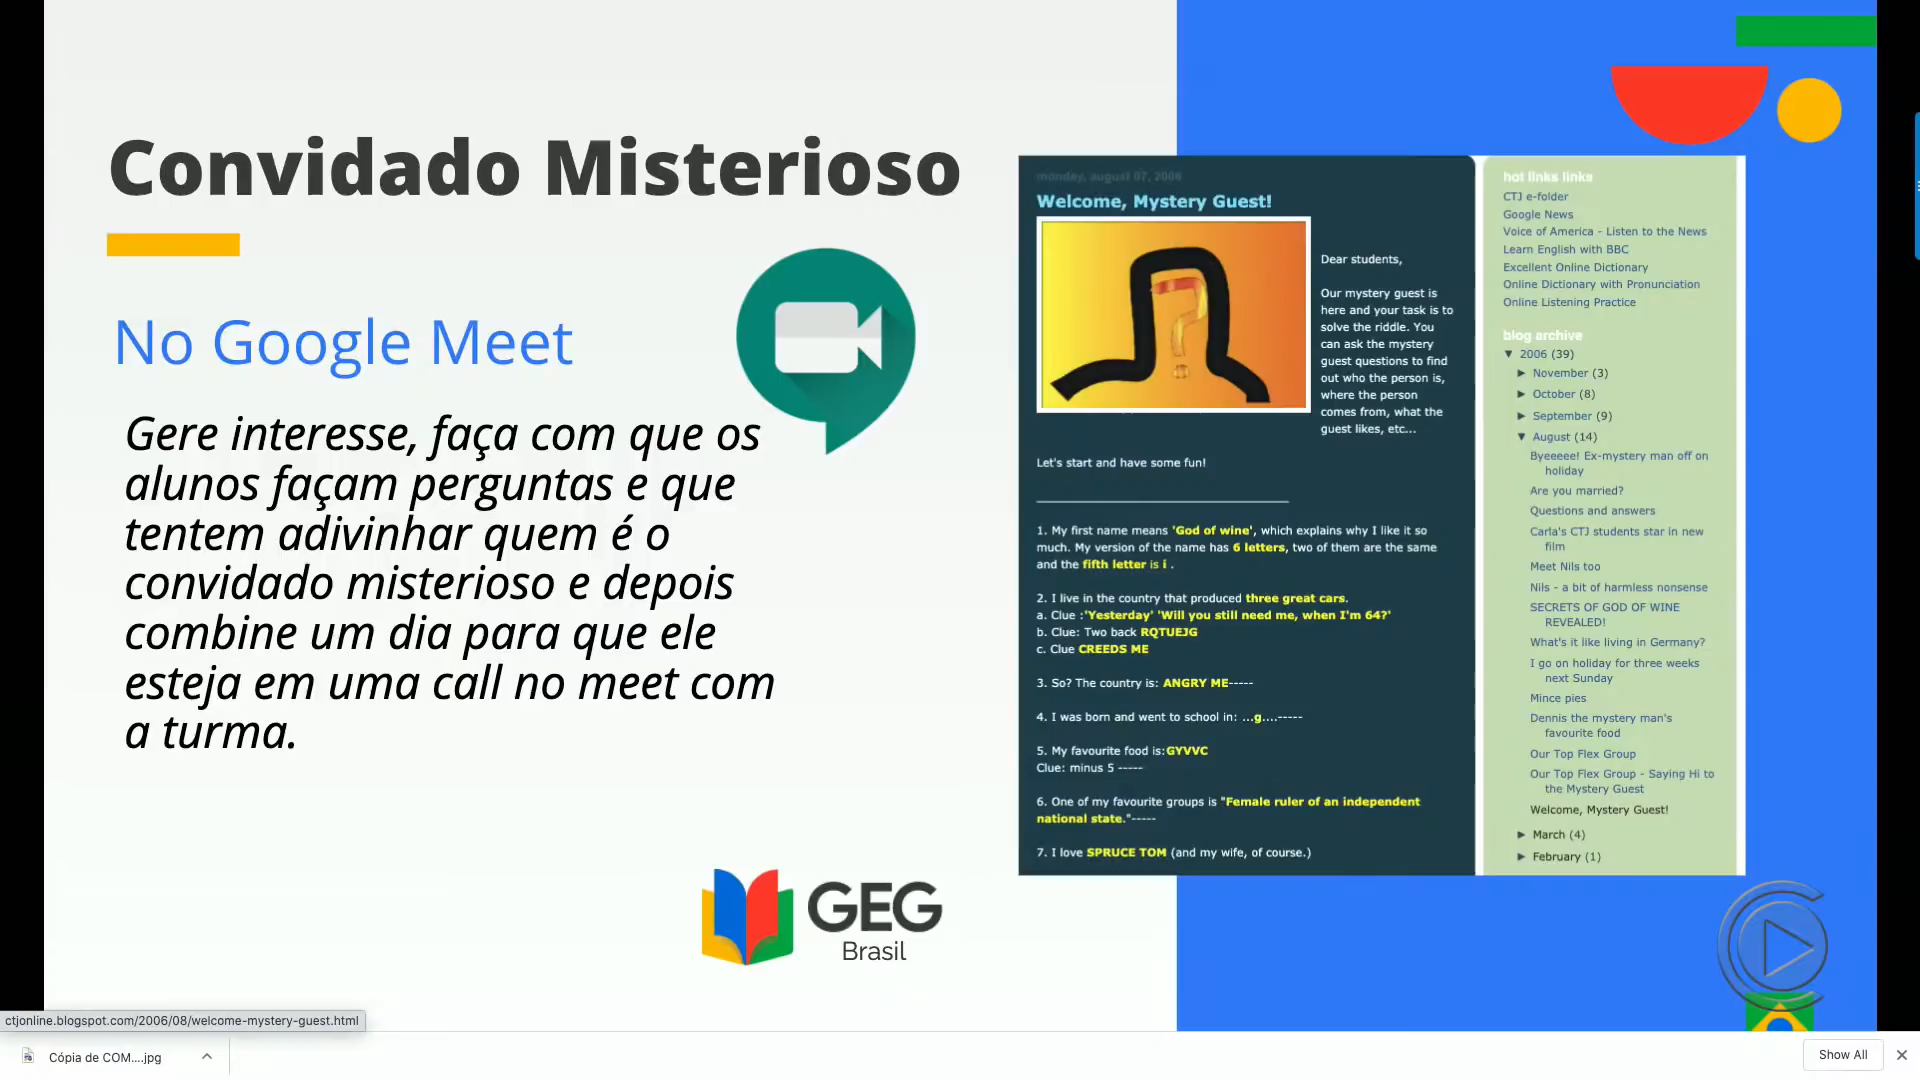 Convidado Misterioso
No Google Meet
Gere interesse, faça com que os
alunos façam perguntas e que
tentem adivinhar quem é o
convidado misterioso e depois
combine um dia para que ele
esteja em uma call no meet com
a turma.
GEG
Brasil
monday, august 07, 2006
Welcome, Mystery Guest!
Dear students,
Our mystery guest is
here and your task is to
solve the riddle. You
can ask the mystery
guest questions to find
out who the person is,
where the person
comes from, what the
guest likes, etc...
Let's start and have some fun!
1. My first name means 'God of wine', which explains why I like it so
much. My version of the name has 6 letters, two of them are the same
and the fifth letter is i .
2. I live in the country that produced three great cars.
a. Clue :'Yesterday' 'Will you still need me, when I'm 64?'
b. Clue: Two back RQTUEJG
c. Clue CREEDS ME
3. So? The country is: ANGRY ME-----
4. I was born and went to school in: ...g....-----
5. My favourite food is:GYVVC
Clue: minus 5 -----
6. One of my favourite groups is "Female ruler of an independent
national state."-----
7. I love SPRUCE TOM (and my wife, of course.)
hot links links
CTJ e-folder
Google News
Voice of America - Listen to the News
Learn English with BBC
Excellent Online Dictionary
Online Dictionary with Pronunciation
Online Listening Practice
blog archive
▼ 2006 (39)
► November (3)
► October (8)
► September (9)
▼ August (14)
Byeeeee! Ex-mystery man off on
holiday
Are you married?
Questions and answers
Carla's CTJ students star in new
film
Meet Nils too
Nils - a bit of harmless nonsense
SECRETS OF GOD OF WINE
REVEALED!
What's it like living in Germany?
I go on holiday for three weeks
next Sunday
Mince pies
Dennis the mystery man's
favourite food
Our Top Flex Group
Our Top Flex Group - Saying Hi to
the Mystery Guest
Welcome, Mystery Guest!
► March (4)
► February (1)
ctjonline.blogspot.com/2006/08/welcome-mystery-guest.html
Cópia de COM....jpg
Show All